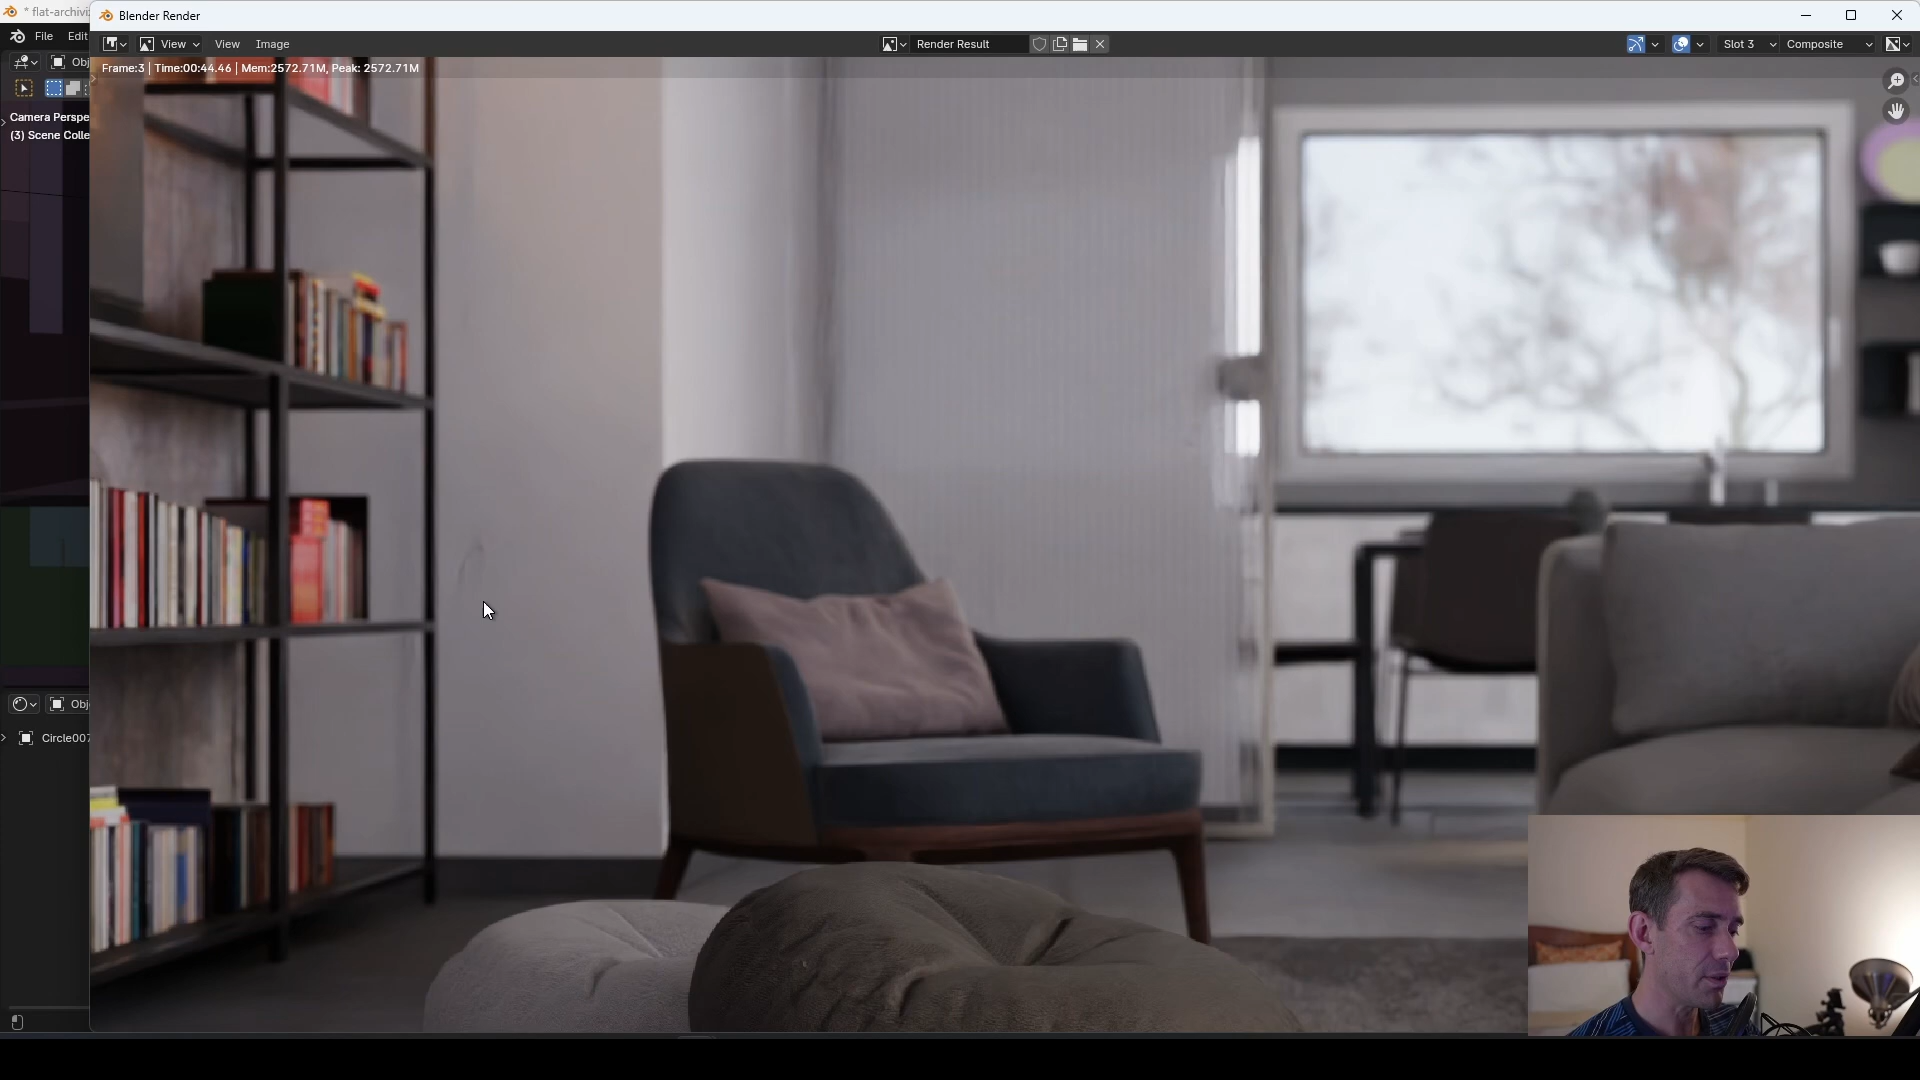 * flat-archivi
Blender Render
File Edit
View View Image
Render Result
Slot 3 Composite
Obj
Frame:3 | Time:00:44.46 | Mem:2572.71M, Peak: 2572.71M
Camera Perspe
(3) Scene Colle
Obj
Circle007